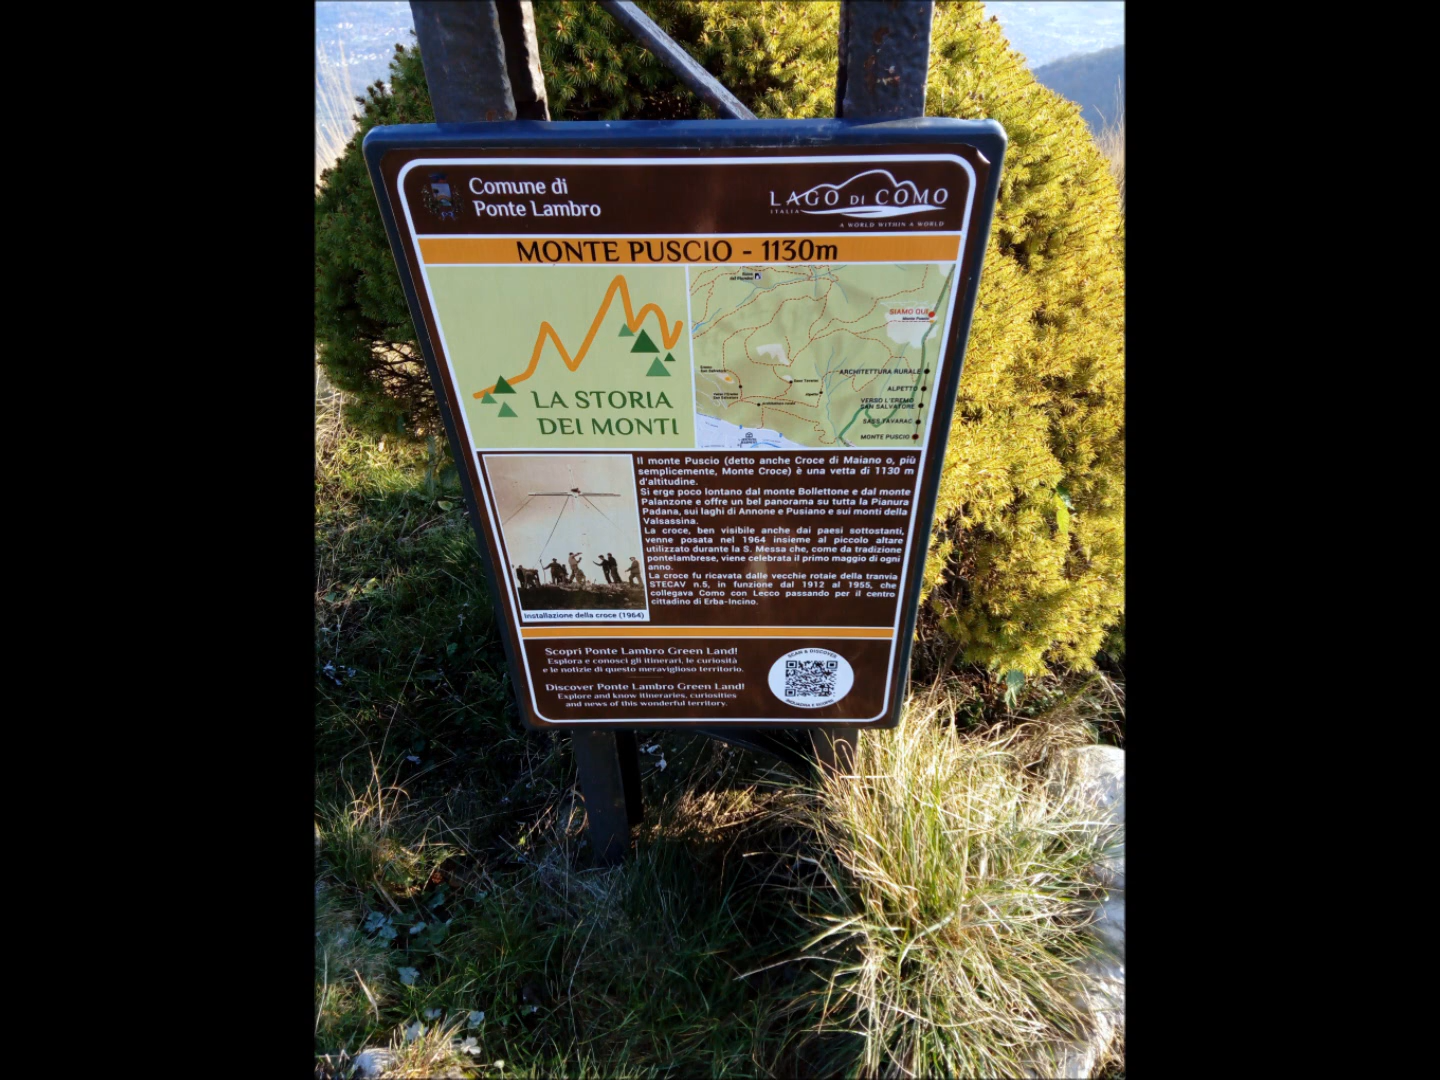 Comune di
Ponte Lambro
LAGO DI COMO
ITALIA
A WORLD WITHIN A WORLD
MONTE PUSCIO - 1130m
LA STORIA
DEI MONTI
SIAMO QUI
Monte Puscio
ARCHITETTURA RURALE
ALPETTO
VERSO L'EREMO
SAN SALVATORE
SASS TAVARAC
MONTE PUSCIO
Il monte Puscio (detto anche Croce di Maiano o, più
semplicemente, Monte Croce) è una vetta di 1130 m
d'altitudine.
Si erge poco lontano dal monte Bollettone e dal monte
Palanzone e offre un bel panorama su tutta la Pianura
Padana, sui laghi di Annone e Pusiano e sui monti della
Valsassina.
La croce, ben visibile anche dai paesi sottostanti,
venne posata nel 1964 insieme al piccolo altare
utilizzato durante la S. Messa che, come da tradizione
pontelambrese, viene celebrata il primo maggio di ogni
anno.
La croce fu ricavata dalle vecchie rotaie della tranvia
STECAV n.5, in funzione dal 1912 al 1955, che
collegava Como con Lecco passando per il centro
cittadino di Erba-Incino.
Installazione della croce (1964)
Scopri Ponte Lambro Green Land!
Esplora e conosci gli itinerari, le curiosità
e le notizie di questo meraviglioso territorio.
Discover Ponte Lambro Green Land!
Explore and know itineraries, curiosities
and news of this wonderful territory.
SCAN & DISCOVER
INQUADRA E SCOPRI